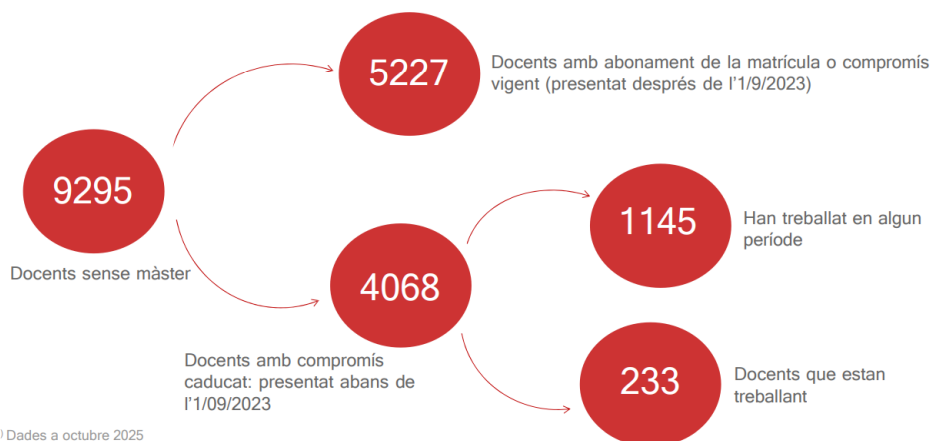 5227
Docents amb abonament de la matrícula o compromís
vigent (presentat després de l'1/9/2023)
9295
Docents sense màster
1145
Han treballat en algun
període
4068
Docents amb compromís
caducat: presentat abans de
l'1/09/2023
233
Docents que estan
treballant
) Dades a octubre 2025